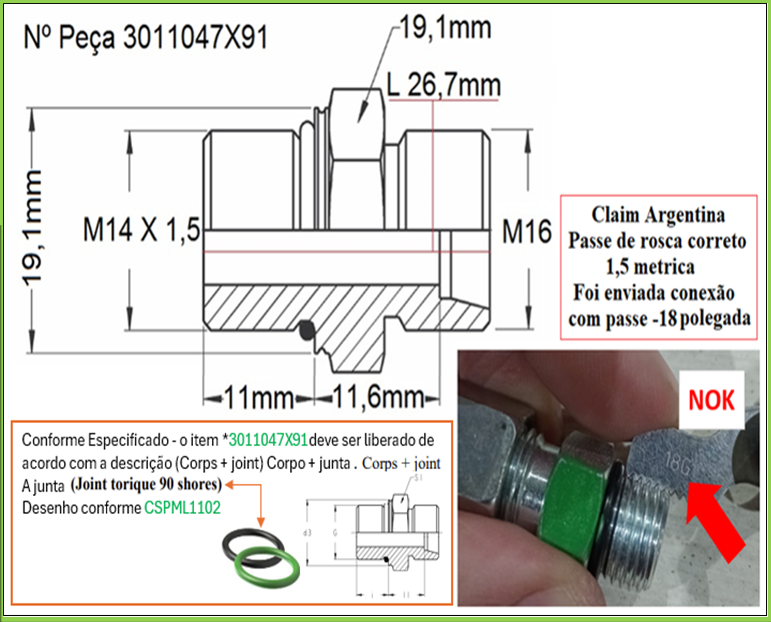 Nº Peça 3011047X91
19,1mm
L 26,7mm
19,1mm
M14 X 1,5
M16
11mm
11,6mm
Claim Argentina
Passe de rosca correto
1,5 metrica
Foi enviada conexão
com passe -18 polegada
NOK
18G
Conforme Especificado - o item *3011047X91 deve ser liberado de
acordo com a descrição (Corps + joint) Corpo + junta . Corps + joint
A junta (Joint torique 90 shores)
Desenho conforme CSPML1102
S1
d3
G